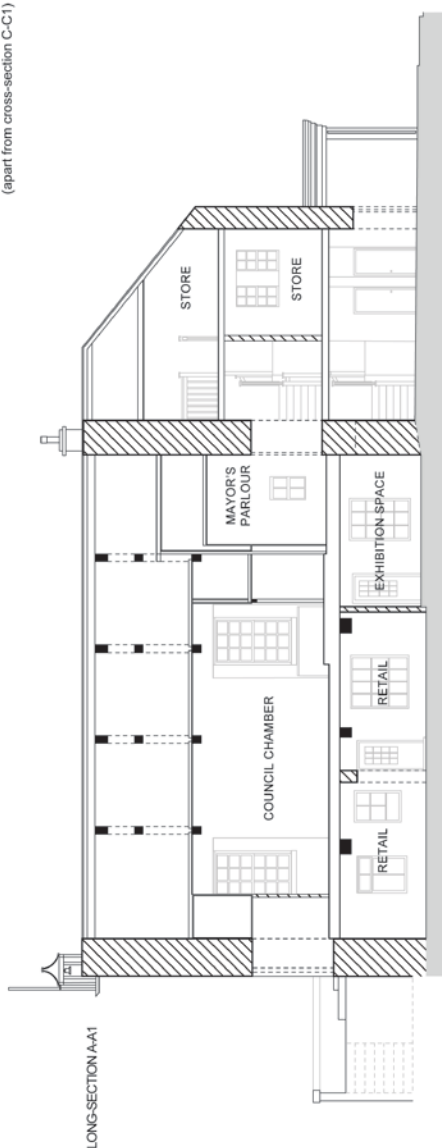 (apart from cross-section C-C1)
STORE
STORE
MAYOR'S
PARLOUR
EXHIBITION SPACE
COUNCIL CHAMBER
RETAIL
RETAIL
LONG-SECTION A-A1